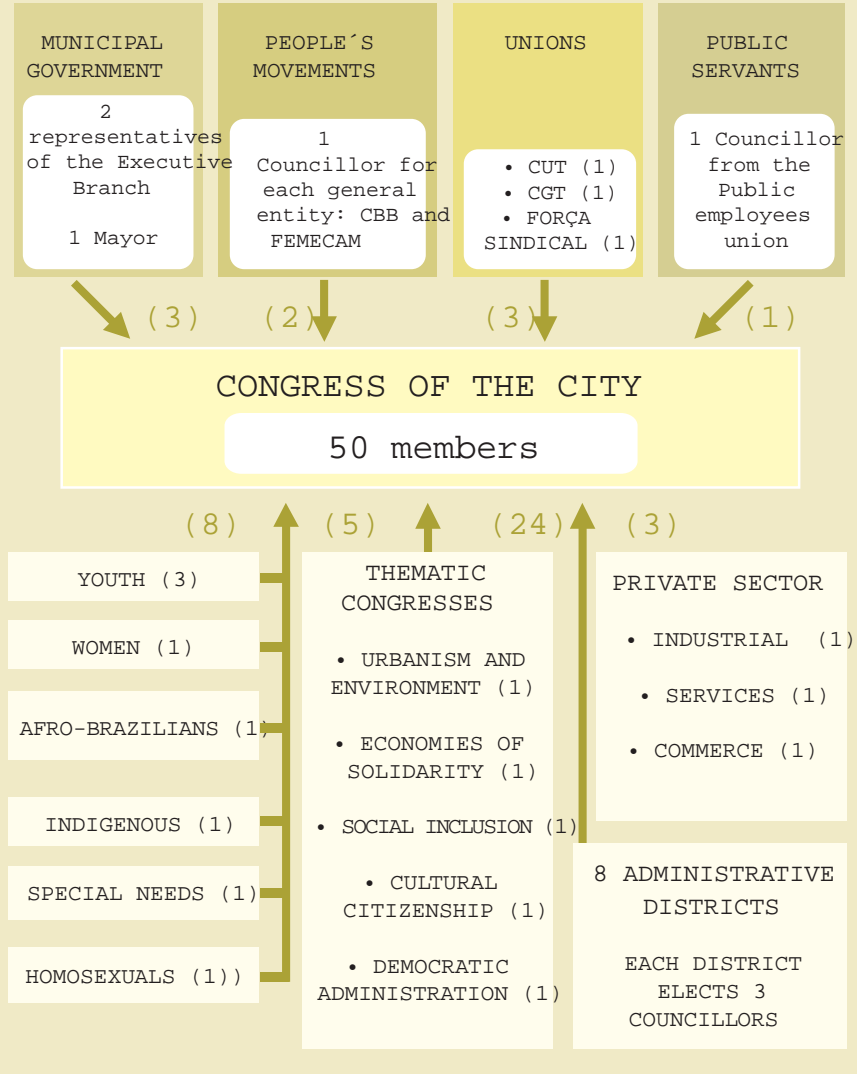 MUNICIPAL
GOVERNMENT
2
representatives
of the Executive
Branch
1 Mayor
PEOPLE´S
MOVEMENTS
1
Councillor for
each general
entity: CBB and
FEMECAM
UNIONS
• CUT (1)
• CGT (1)
• FORÇA
SINDICAL (1)
PUBLIC
SERVANTS
1 Councillor
from the
Public
employees
union
(3)
(2)
(3)
(1)
CONGRESS OF THE CITY
50 members
(8)
(5)
(24)
(3)
YOUTH (3)
WOMEN (1)
AFRO-BRAZILIANS (1)
INDIGENOUS (1)
SPECIAL NEEDS (1)
HOMOSEXUALS (1))
THEMATIC
CONGRESSES
• URBANISM AND
ENVIRONMENT (1)
• ECONOMIES OF
SOLIDARITY (1)
• SOCIAL INCLUSION (1)
• CULTURAL
CITIZENSHIP (1)
• DEMOCRATIC
ADMINISTRATION (1)
PRIVATE SECTOR
• INDUSTRIAL (1)
• SERVICES (1)
• COMMERCE (1)
8 ADMINISTRATIVE
DISTRICTS
EACH DISTRICT
ELECTS 3
COUNCILLORS